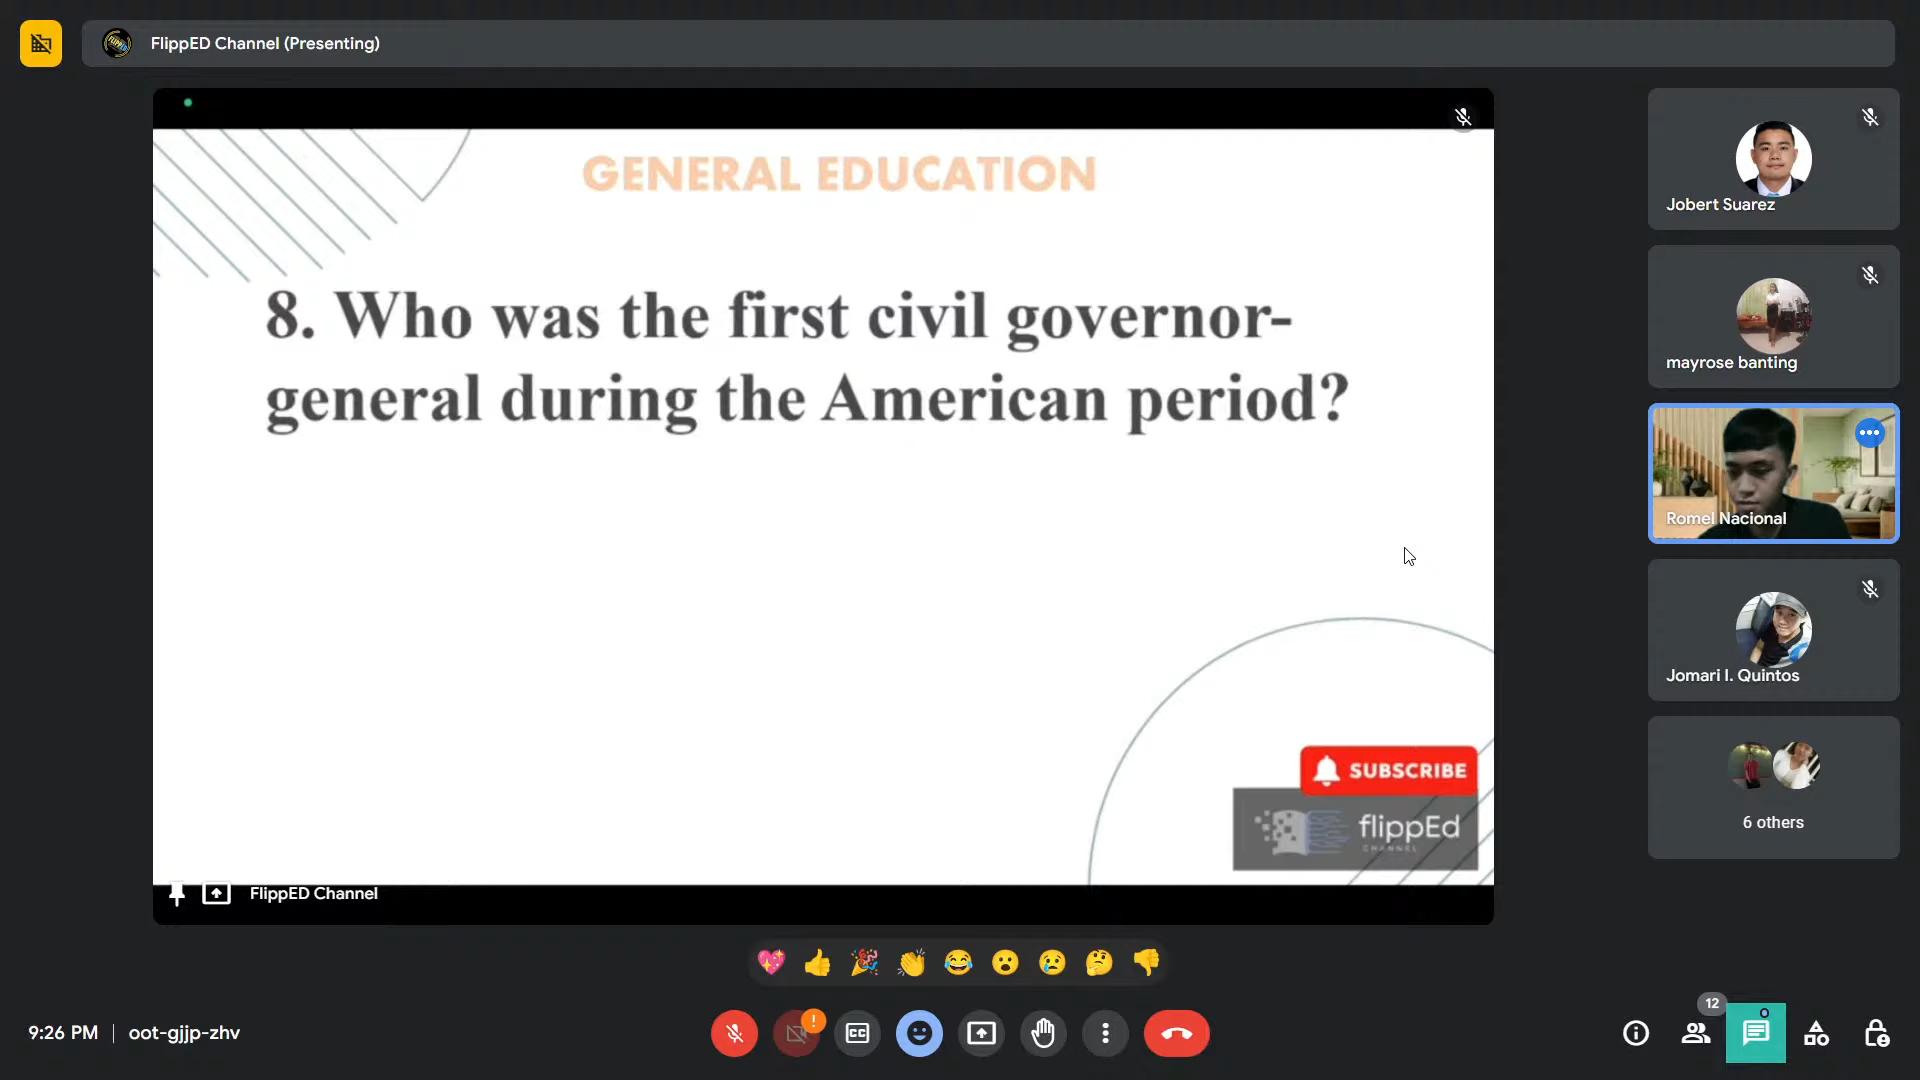 FlippED Channel (Presenting)
GENERAL EDUCATION
8. Who was the first civil governor-
general during the American period?
SUBSCRIBE
flippEd
CHANNEL
FlippED Channel
Jobert Suarez
mayrose banting
Romel Nacional
Jomari I. Quintos
6 others
9:26 PM | oot-gjjp-zhv
CC
12